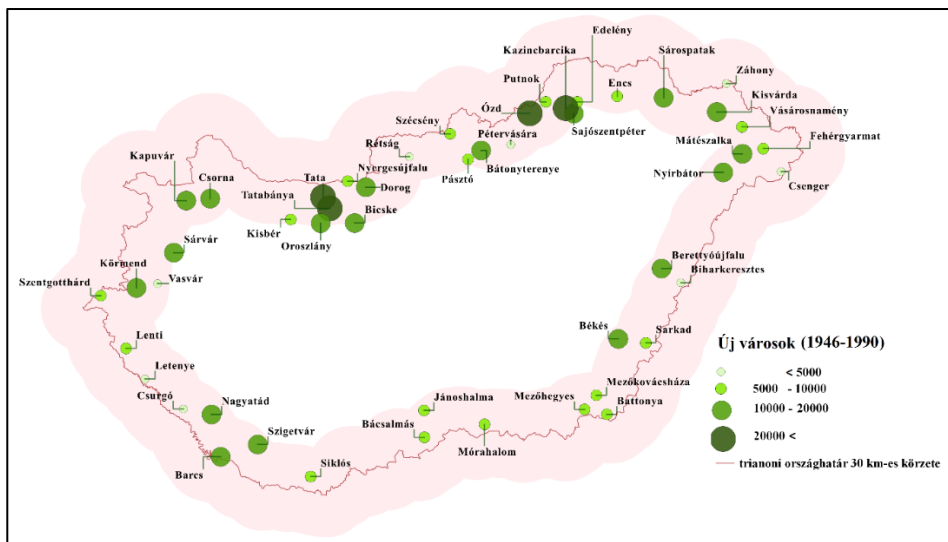 Edelény
Kazincbarcika
Sárospatak
Putnok
Encs
Záhony
Ózd
Kisvárda
Szécsény
Pétervására
Vásárosnamény
Sajószentpéter
Rétság
Mátészalka
Fehérgyarmat
Kapuvár
Nyergesújfalu
Pásztó
Bátonyterenye
Csorna
Tata
Dorog
Nyírbátor
Csenger
Tatabánya
Bicske
Kisbér
Oroszlány
Sárvár
Berettyóújfalu
Körmend
Biharkeresztes
Szentgotthárd
Vasvár
Békés
Sarkad
Új városok (1946-1990)
Lenti
< 5000
Letenye
5000 - 10000
Mezőkovácsháza
Csurgó
Nagyatád
Jánoshalma
Mezőhegyes
Battonya
10000 - 20000
Szigetvár
Bácsalmás
20000 <
Mórahalom
Barcs
Siklós
trianoni országhatár 30 km-es körzete